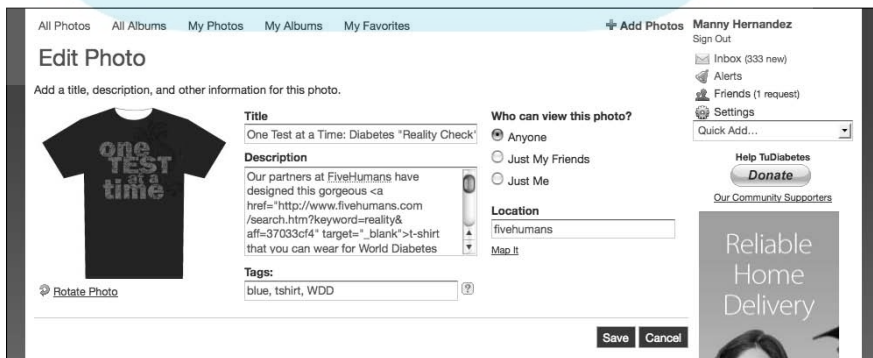 All Photos All Albums My Photos My Albums My Favorites
Add Photos
Edit Photo
Add a title, description, and other information for this photo.
one
TEST
at a
time
Rotate Photo
Title
One Test at a Time: Diabetes "Reality Check"
Description
Our partners at FiveHumans have
designed this gorgeous <a
href="http://www.fivehumans.com
/search.htm?keyword=reality&
aff=37033cf4" target="_blank">t-shirt
that you can wear for World Diabetes
Tags:
blue, tshirt, WDD
?
Who can view this photo?
Anyone
Just My Friends
Just Me
Location
fivehumans
Map It
Save Cancel
Manny Hernandez
Sign Out
Inbox (333 new)
Alerts
Friends (1 request)
Settings
Quick Add...
Help TuDiabetes
Donate
Our Community Supporters
Reliable
Home
Delivery